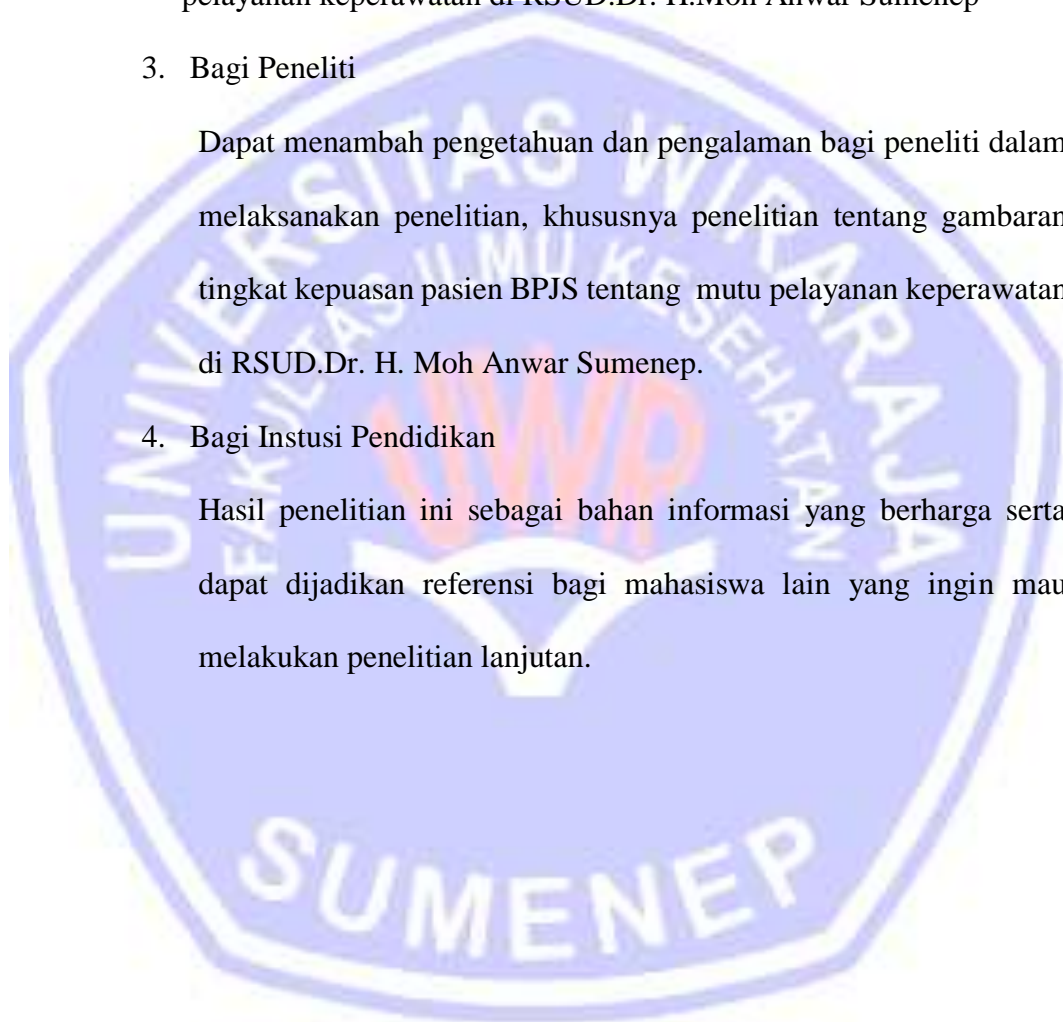 pelayanan keperawatan di RSUD.Dr. H.Moh Anwar Sumenep
3. Bagi Peneliti
Dapat menambah pengetahuan dan pengalaman bagi peneliti dalam
melaksanakan penelitian, khususnya penelitian tentang gambaran
tingkat kepuasan pasien BPJS tentang mutu pelayanan keperawatan
di RSUD.Dr. H. Moh Anwar Sumenep.
4. Bagi Instusi Pendidikan
Hasil penelitian ini sebagai bahan informasi yang berharga serta
dapat dijadikan referensi bagi mahasiswa lain yang ingin mau
melakukan penelitian lanjutan.
UNIVERSITAS WIRARAJA
FAKULTAS ILMU KESEHATAN
UWR
SUMENEP